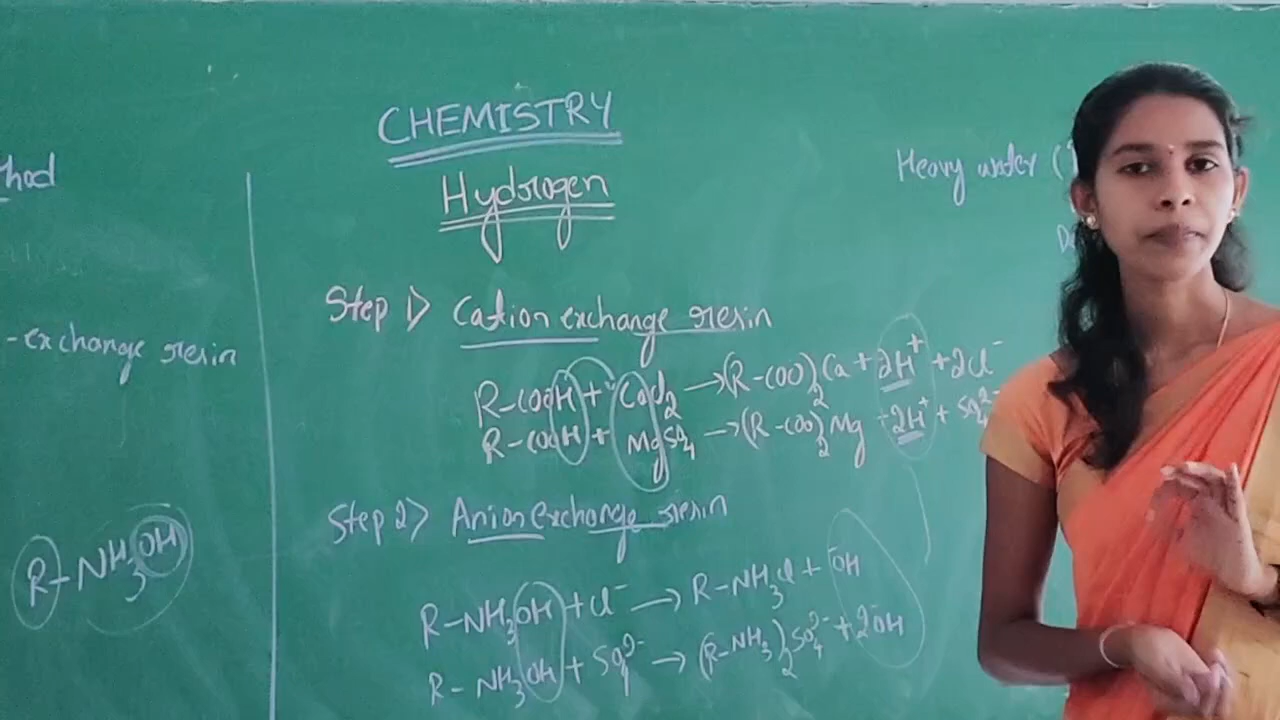 hod
-exchange resin
R-NH₃OH
CHEMISTRY
Hydrogen
Step 1> Cation exchange resin
R-COOH + CaCl₂ → (R-COO)₂Ca + 2H⁺ + 2Cl⁻
R-COOH + MgSO₄ → (R-COO)₂Mg + 2H⁺ + SO₄²⁻
Step 2> Anion exchange resin
R-NH₃OH + Cl⁻ → R-NH₃Cl + OH⁻
R-NH₃OH + SO₄²⁻ → (R-NH₃)₂SO₄²⁻ + 2OH⁻
Heavy water (
D